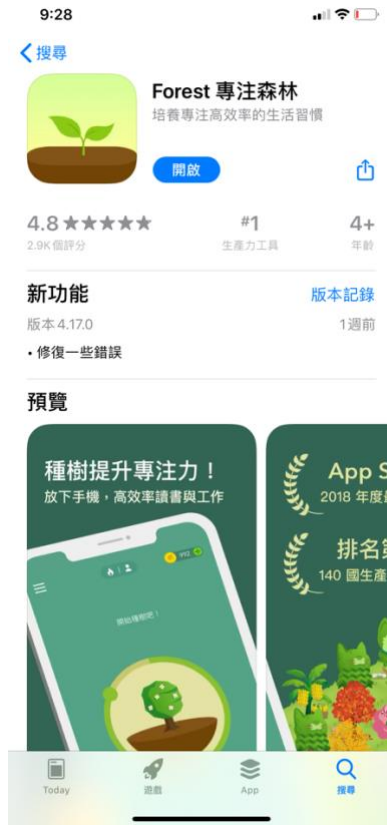 9:28
搜尋
Forest 專注森林
培養專注高效率的生活習慣
開啟
4.8★★★★★ #1 4+
2.9K 個評分 生產力工具 年齡
新功能 版本記錄
版本 4.17.0 1週前
• 修復一些錯誤
預覽
種樹提升專注力！
放下手機，高效率讀書與工作
992
開始種樹吧！
App S
2018 年度
排名
140 國生產
Today 遊戲 App 搜尋